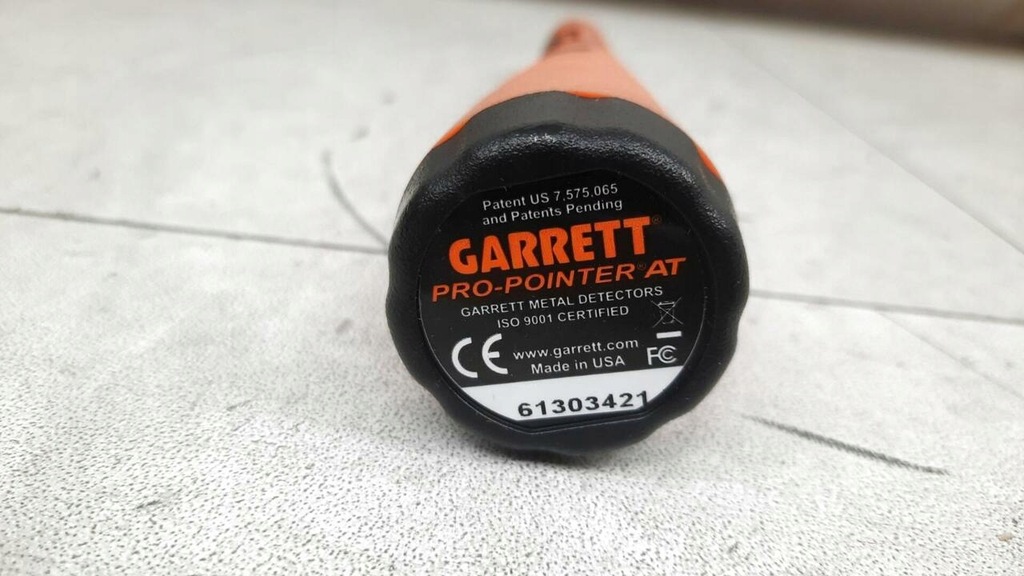 Patent US 7,575,065
and Patents Pending
GARRETT®
PRO-POINTER® AT
GARRETT METAL DETECTORS
ISO 9001 CERTIFIED
CE www.garrett.com FC
Made in USA
61303421